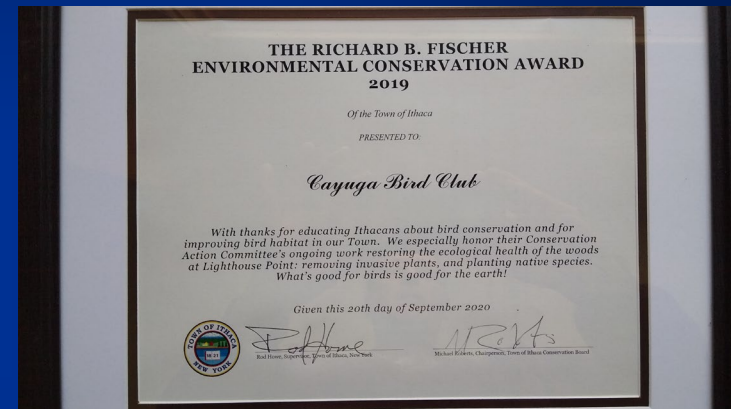 THE RICHARD B. FISCHER
ENVIRONMENTAL CONSERVATION AWARD
2019
Of the Town of Ithaca
PRESENTED TO:
Cayuga Bird Club
With thanks for educating Ithacans about bird conservation and for
improving bird habitat in our Town. We especially honor their Conservation
Action Committee's ongoing work restoring the ecological health of the woods
at Lighthouse Point: removing invasive plants, and planting native species.
What's good for birds is good for the earth!
Given this 20th day of September 2020
TOWN OF ITHACA
NEW YORK
Rod Howe
Rod Howe, Supervisor, Town of Ithaca, New York
Michael Roberts, Chairperson, Town of Ithaca Conservation Board